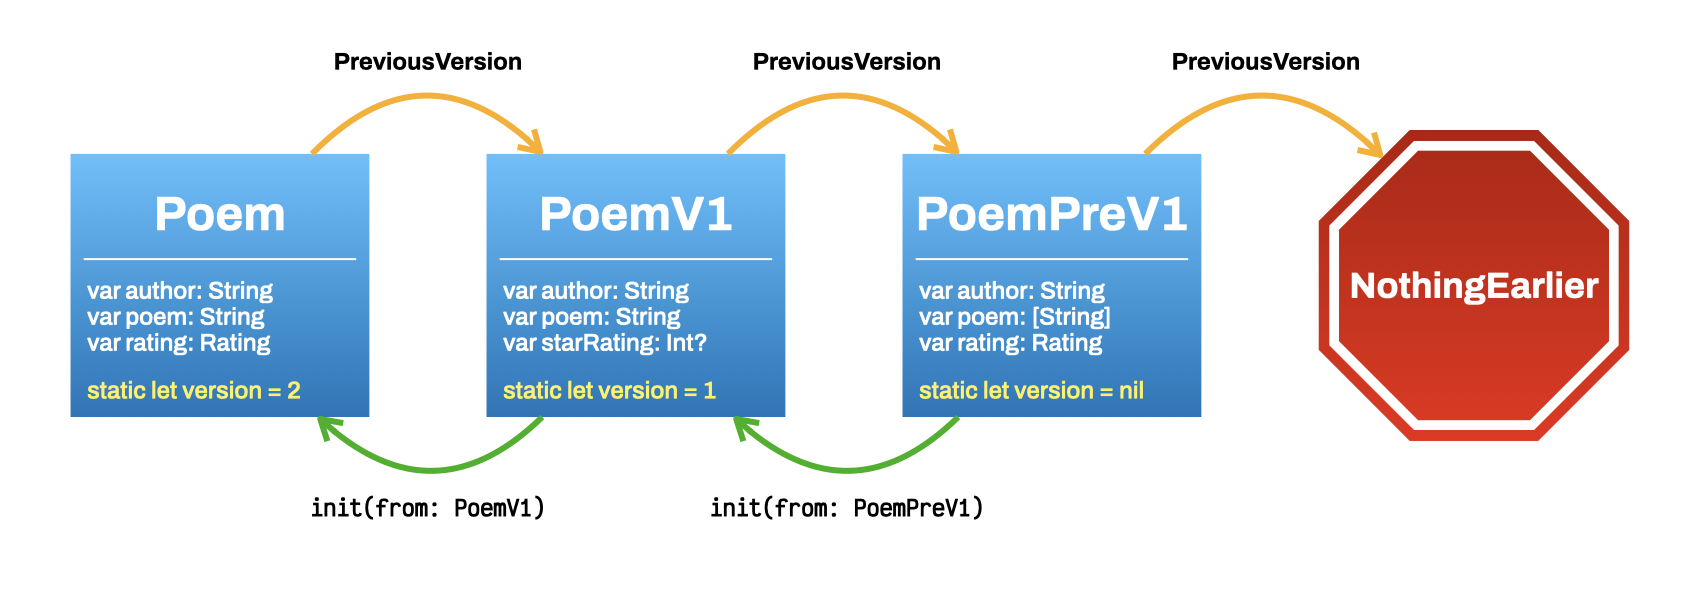 PreviousVersion
PreviousVersion
PreviousVersion
Poem
var author: String
var poem: String
var rating: Rating
static let version = 2
PoemV1
var author: String
var poem: String
var starRating: Int?
static let version = 1
PoemPreV1
var author: String
var poem: [String]
var rating: Rating
static let version = nil
NothingEarlier
init(from: PoemV1)
init(from: PoemPreV1)